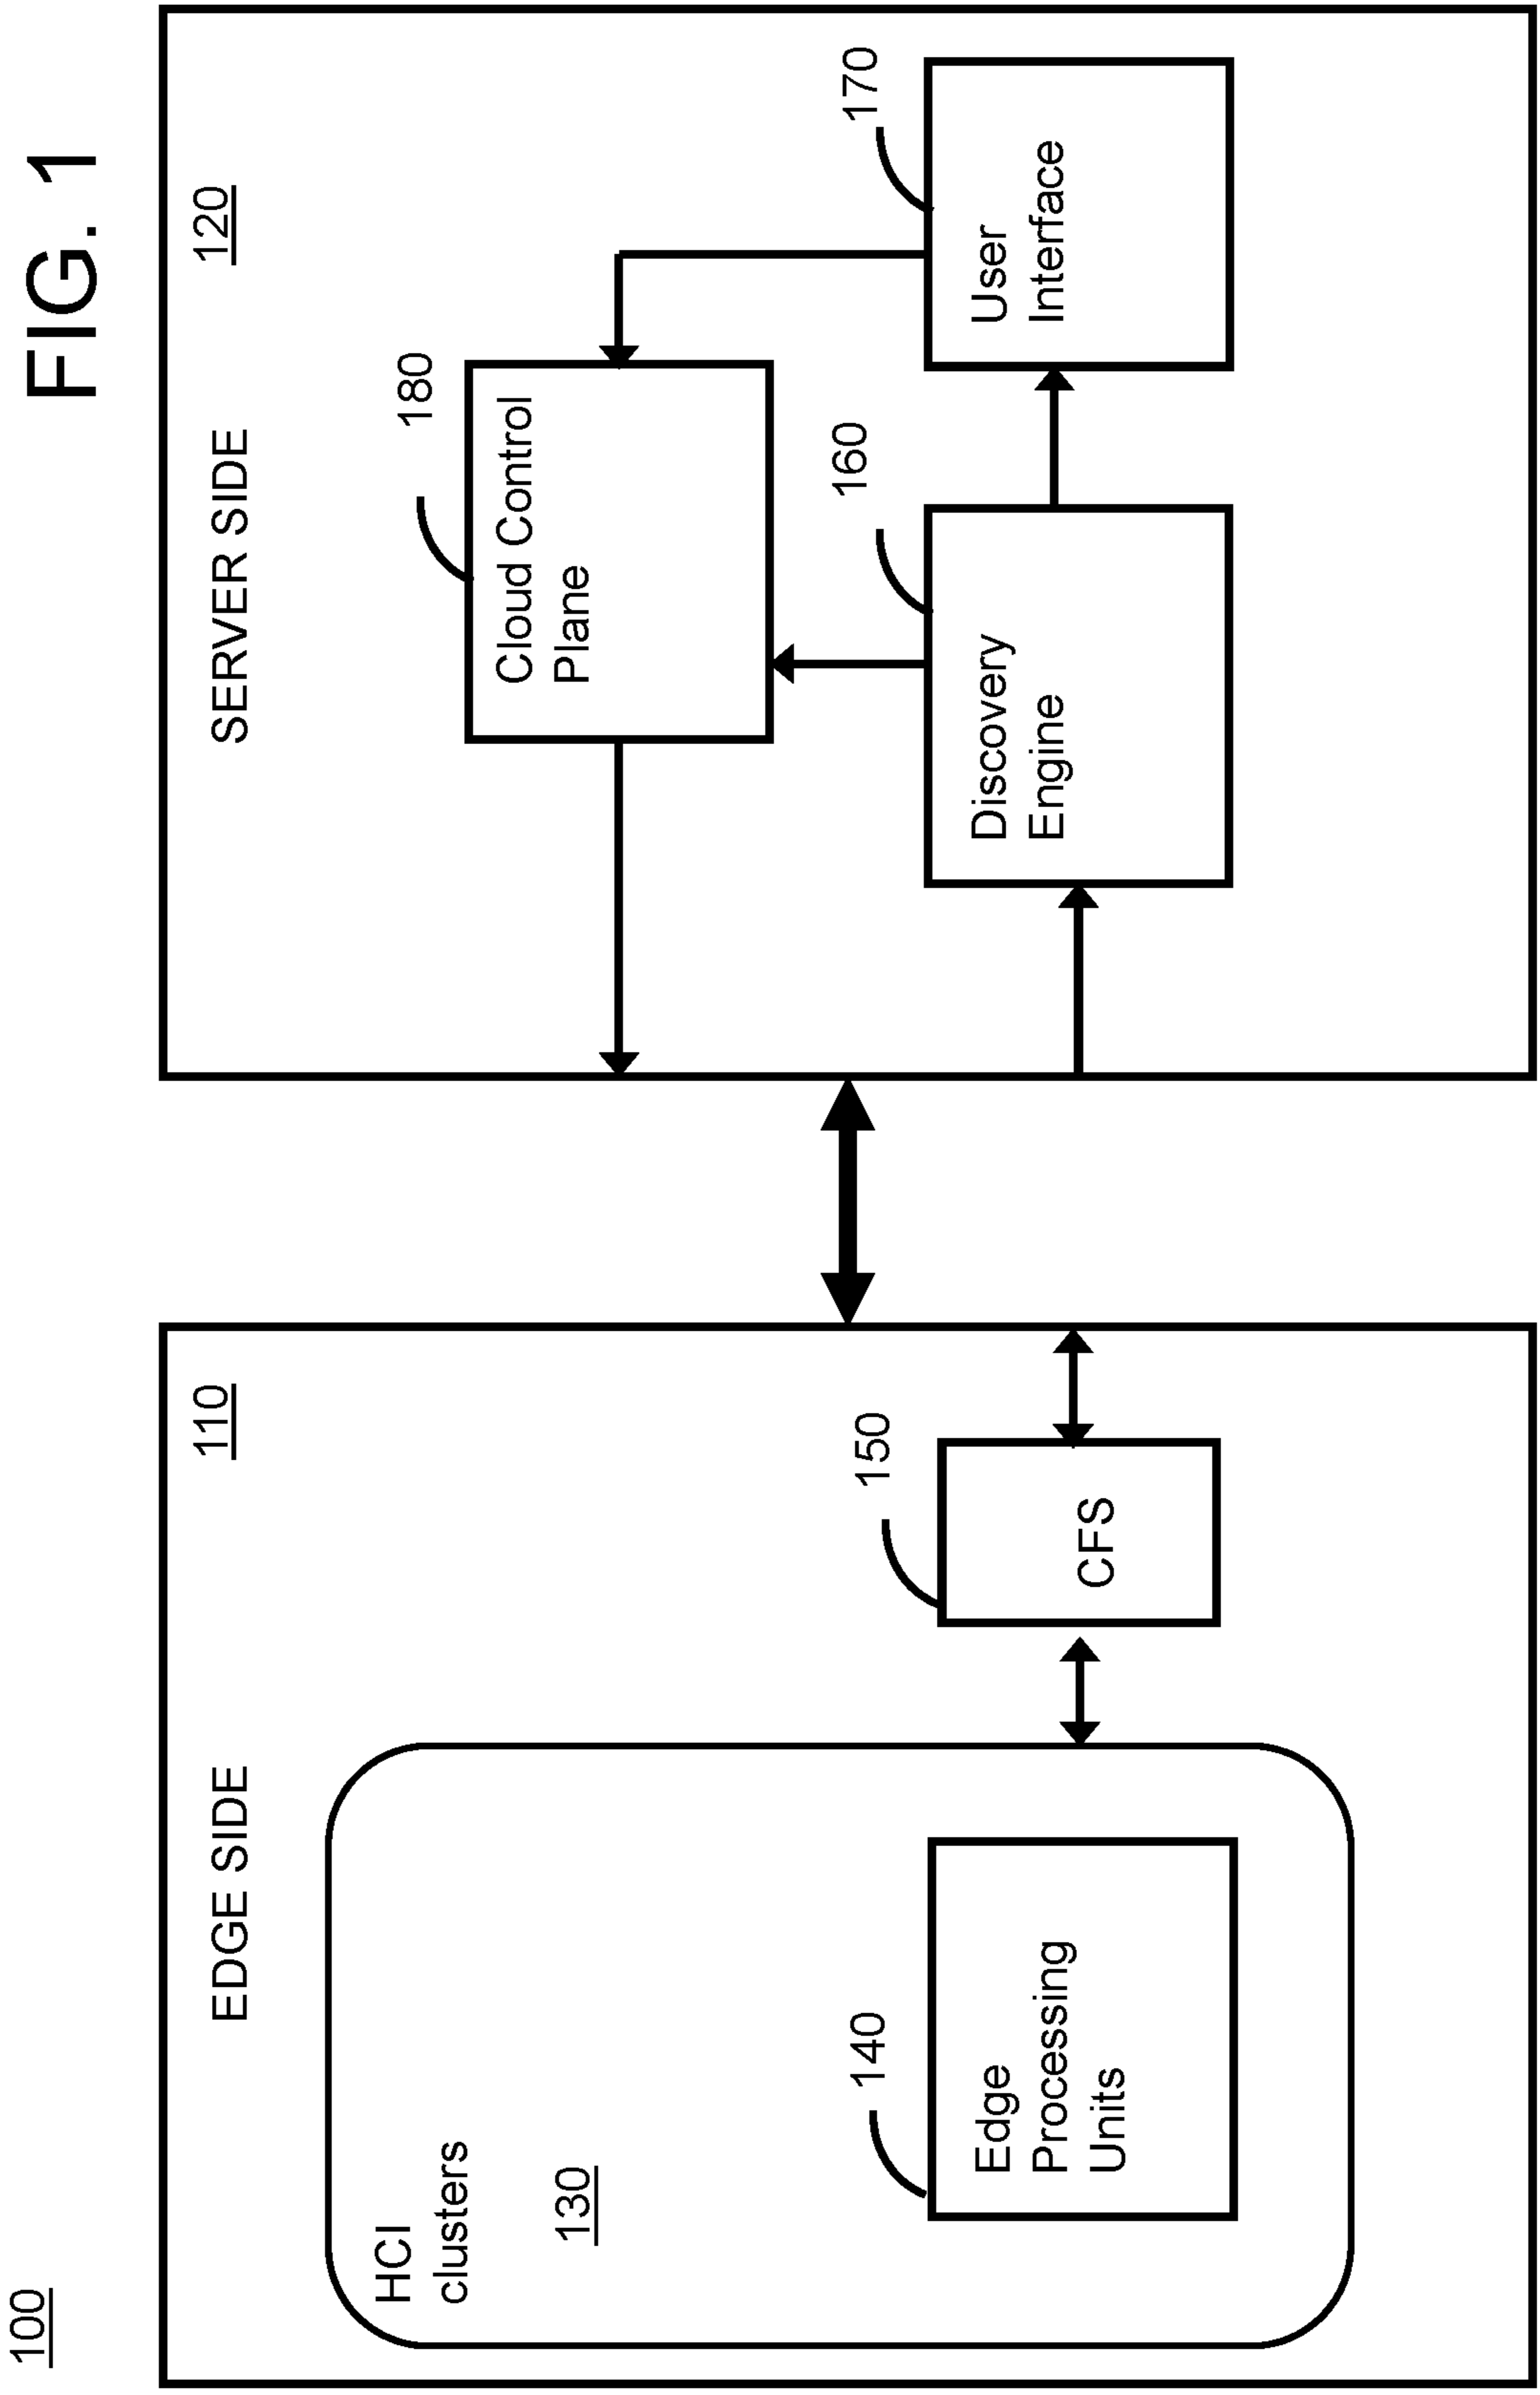 FIG. 1
100
EDGE SIDE
110
HCI
clusters
130
140
Edge
Processing
Units
150
CFS
SERVER SIDE
120
180
Cloud Control
Plane
160
Discovery
Engine
170
User
Interface